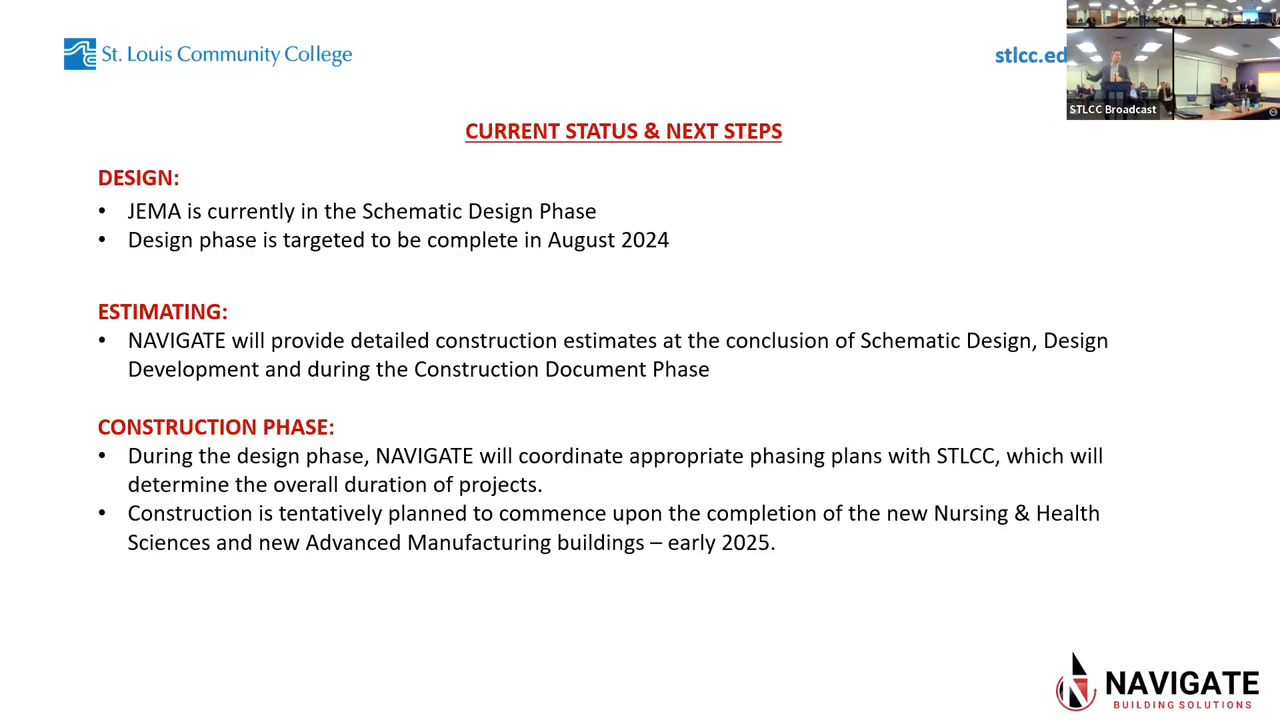 St. Louis Community College
stlcc.ed
STLCC Broadcast
CURRENT STATUS & NEXT STEPS
DESIGN:
• JEMA is currently in the Schematic Design Phase
• Design phase is targeted to be complete in August 2024
ESTIMATING:
• NAVIGATE will provide detailed construction estimates at the conclusion of Schematic Design, Design
Development and during the Construction Document Phase
CONSTRUCTION PHASE:
• During the design phase, NAVIGATE will coordinate appropriate phasing plans with STLCC, which will
determine the overall duration of projects.
• Construction is tentatively planned to commence upon the completion of the new Nursing & Health
Sciences and new Advanced Manufacturing buildings – early 2025.
NAVIGATE
BUILDING SOLUTIONS